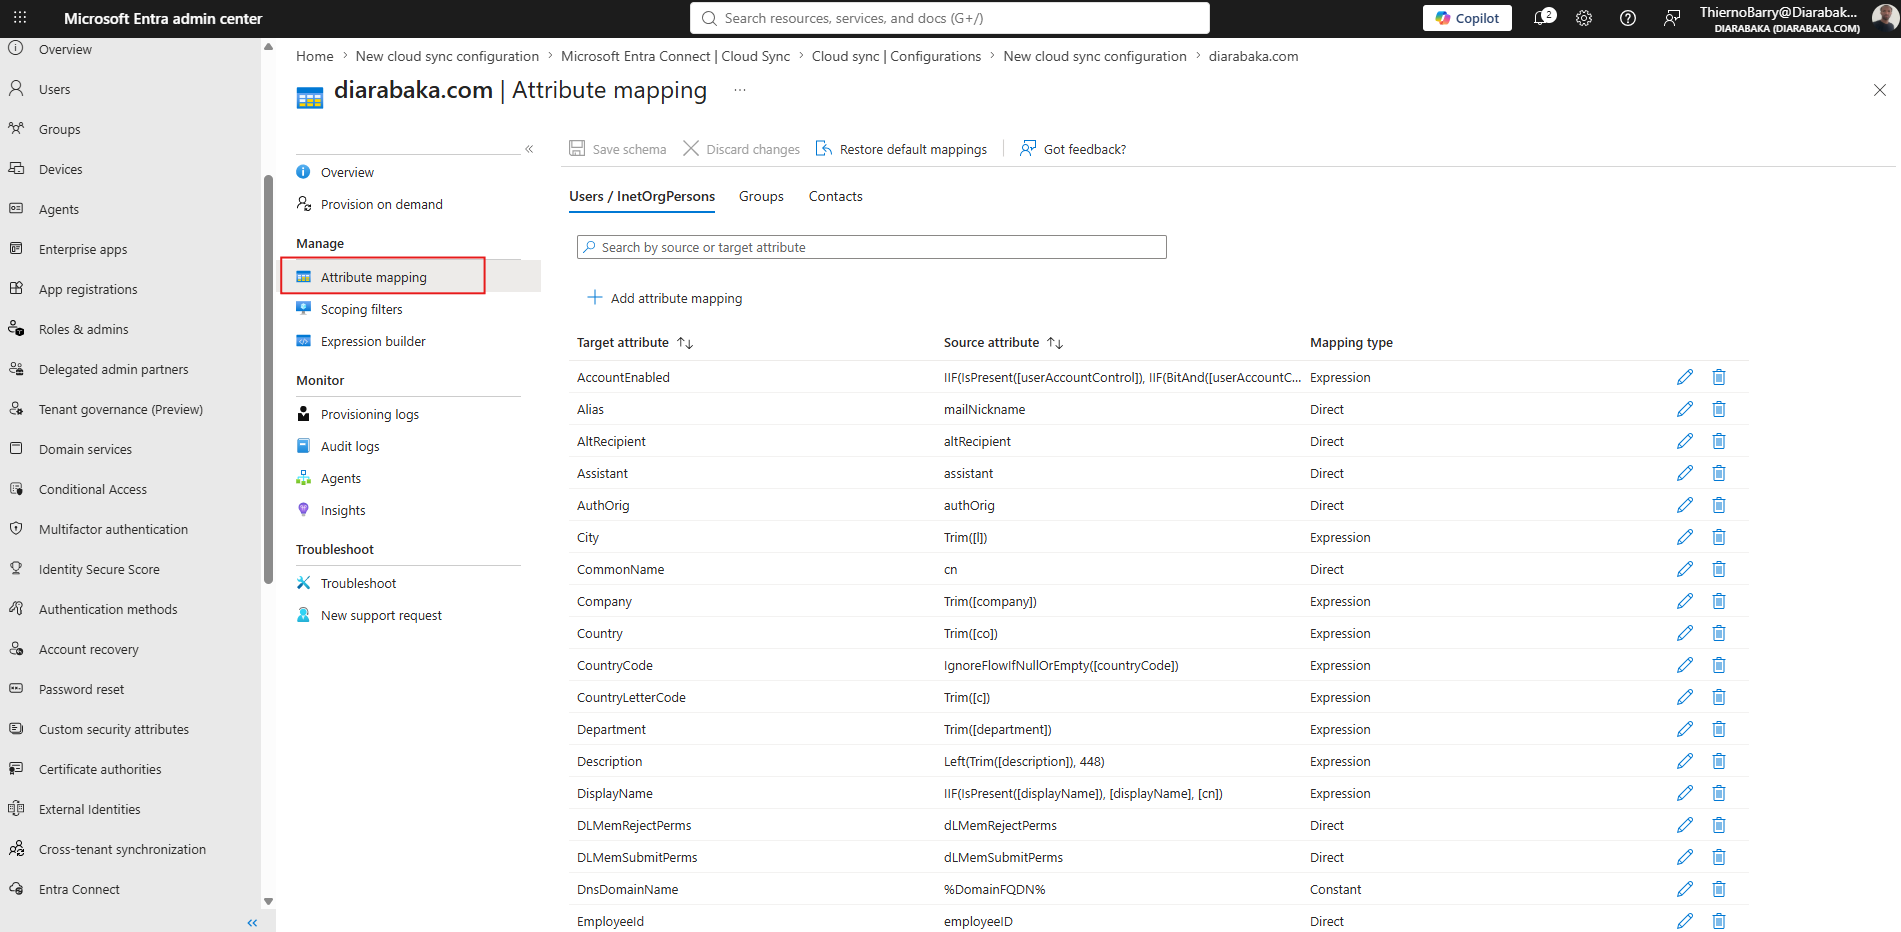 Microsoft Entra admin center
Search resources, services, and docs (G+/)
Copilot
2
ThiernoBarry@Diarabak...
DIARABAKA (DIARABAKA.COM)
Overview
Users
Groups
Devices
Agents
Enterprise apps
App registrations
Roles & admins
Delegated admin partners
Tenant governance (Preview)
Domain services
Conditional Access
Multifactor authentication
Identity Secure Score
Authentication methods
Account recovery
Password reset
Custom security attributes
Certificate authorities
External Identities
Cross-tenant synchronization
Entra Connect
Home > New cloud sync configuration > Microsoft Entra Connect | Cloud Sync > Cloud sync | Configurations > New cloud sync configuration > diarabaka.com
diarabaka.com | Attribute mapping ...
Overview
Provision on demand
Manage
Attribute mapping
Scoping filters
Expression builder
Monitor
Provisioning logs
Audit logs
Agents
Insights
Troubleshoot
Troubleshoot
New support request
Save schema Discard changes Restore default mappings Got feedback?
Users / InetOrgPersons Groups Contacts
Search by source or target attribute
Add attribute mapping
Target attribute Source attribute Mapping type
AccountEnabled IIF(IsPresent([userAccountControl]), IIF(BitAnd([userAccountC... Expression
Alias mailNickname Direct
AltRecipient altRecipient Direct
Assistant assistant Direct
AuthOrig authOrig Direct
City Trim([l]) Expression
CommonName cn Direct
Company Trim([company]) Expression
Country Trim([co]) Expression
CountryCode IgnoreFlowIfNullOrEmpty([countryCode]) Expression
CountryLetterCode Trim([c]) Expression
Department Trim([department]) Expression
Description Left(Trim([description]), 448) Expression
DisplayName IIF(IsPresent([displayName]), [displayName], [cn]) Expression
DLMemRejectPerms dLMemRejectPerms Direct
DLMemSubmitPerms dLMemSubmitPerms Direct
DnsDomainName %DomainFQDN% Constant
EmployeeId employeeID Direct